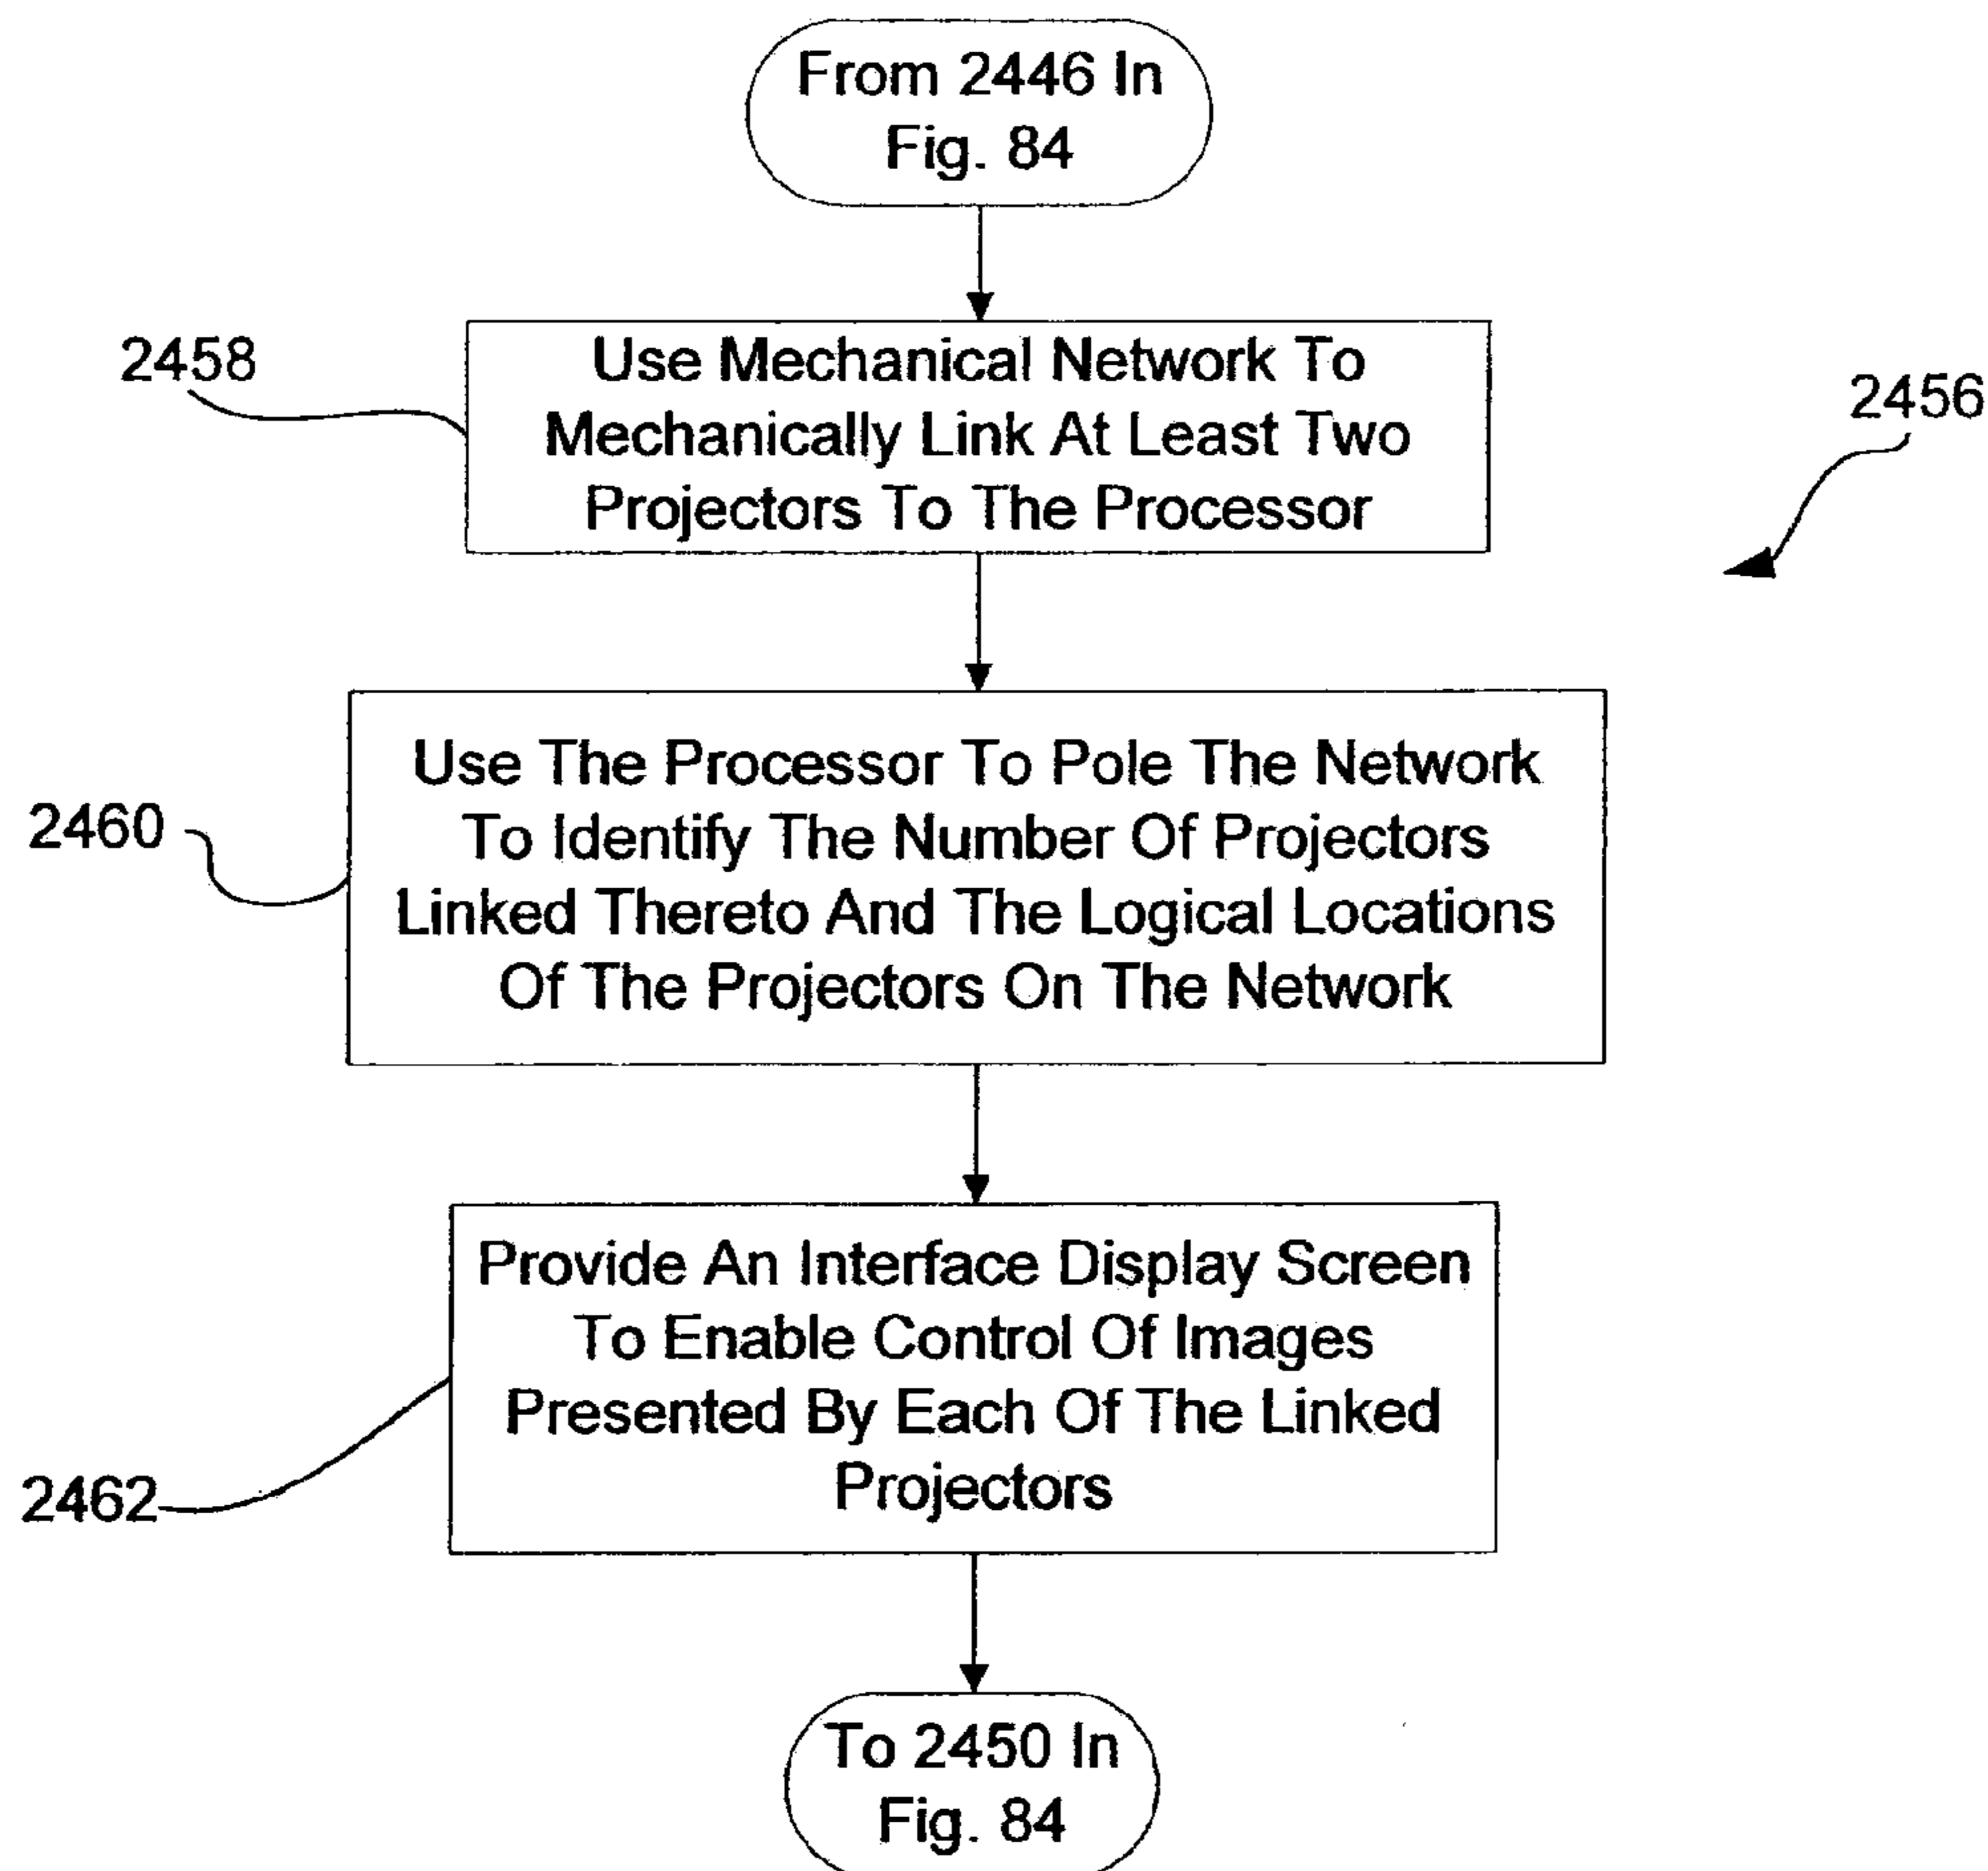 From 2446 In
Fig. 84
2458
Use Mechanical Network To
Mechanically Link At Least Two
Projectors To The Processor
2456
2460
Use The Processor To Pole The Network
To Identify The Number Of Projectors
Linked Thereto And The Logical Locations
Of The Projectors On The Network
2462
Provide An Interface Display Screen
To Enable Control Of Images
Presented By Each Of The Linked
Projectors
To 2450 In
Fig. 84